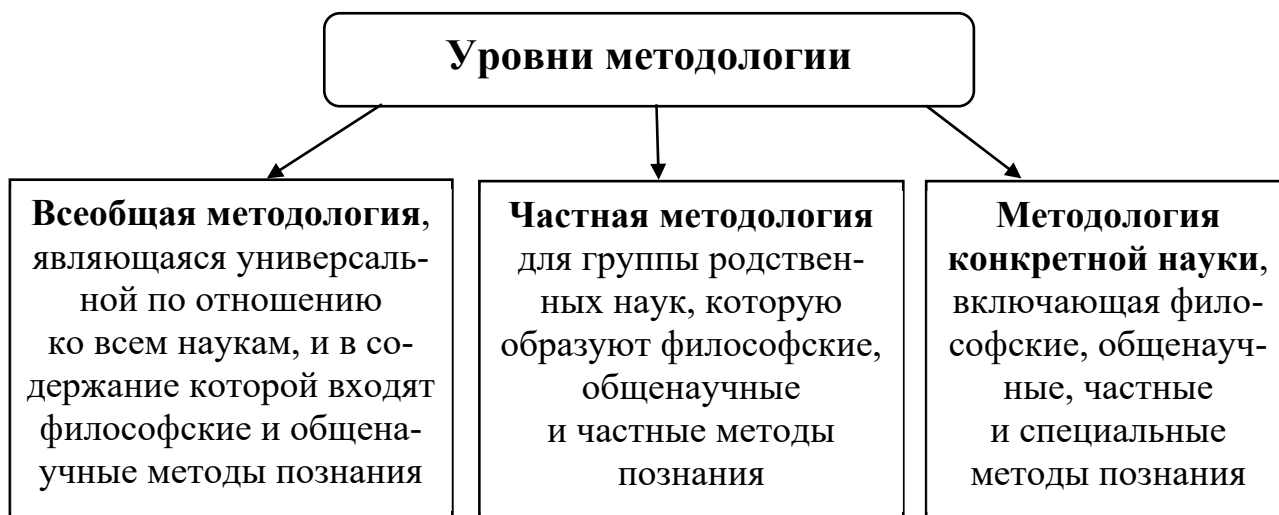 Уровни методологии
Всеобщая методология,
являющаяся универсаль-
ной по отношению
ко всем наукам, и в со-
держание которой входят
философские и общена-
учные методы познания
Частная методология
для группы родствен-
ных наук, которую
образуют философские,
общенаучные
и частные методы
познания
Методология
конкретной науки,
включающая фило-
софские, общенауч-
ные, частные
и специальные
методы познания